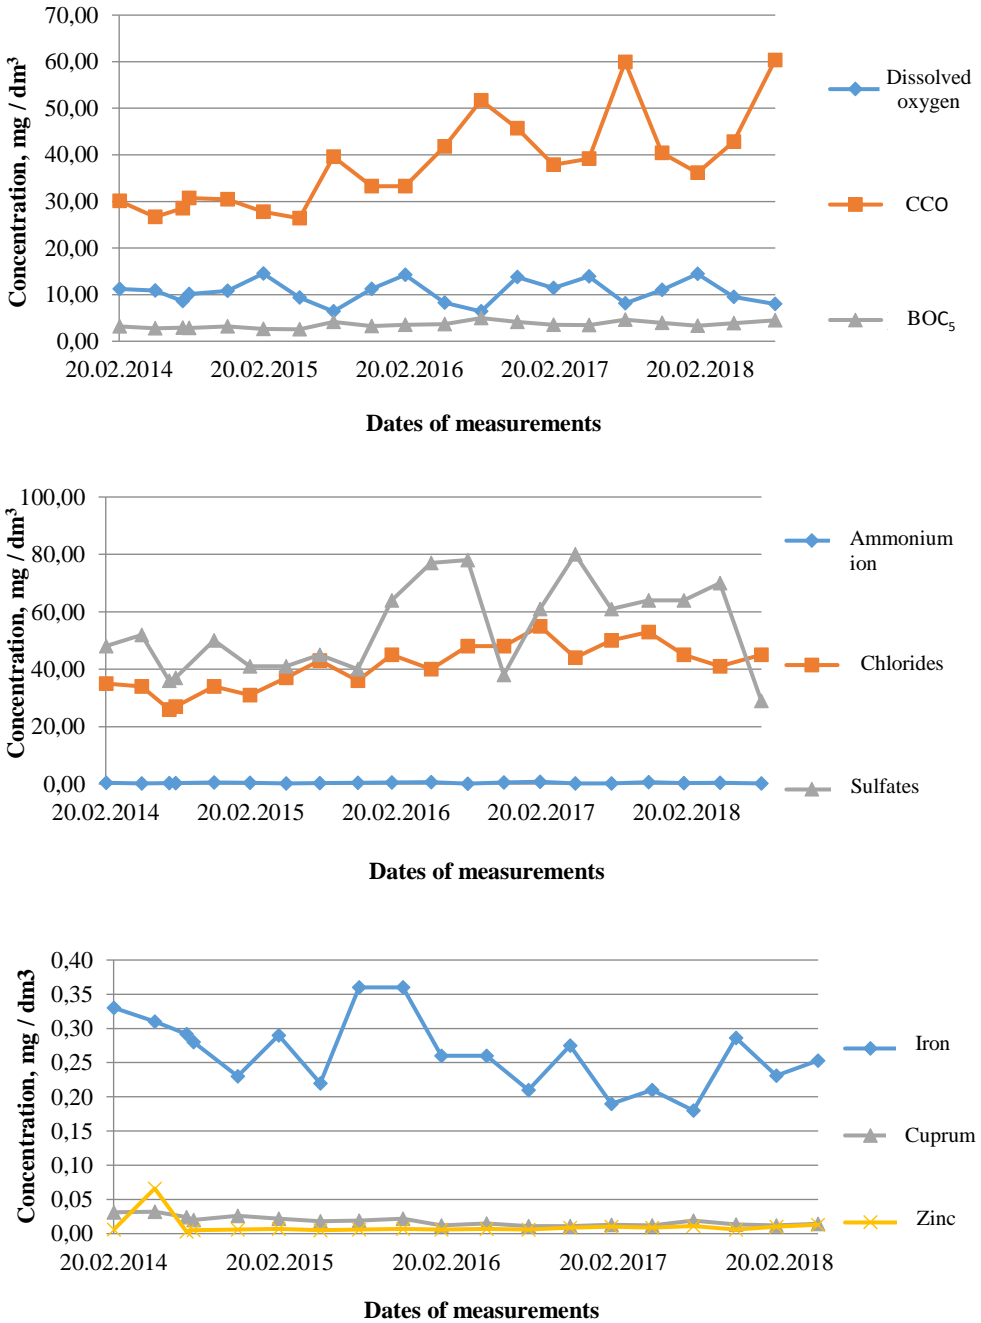 70,00
60,00
50,00
40,00
30,00
20,00
10,00
0,00
Concentration, mg / dm³
20.02.2014 20.02.2015 20.02.2016 20.02.2017 20.02.2018
Dates of measurements
Dissolved
oxygen
CCO
BOC₅
100,00
80,00
60,00
40,00
20,00
0,00
Concentration, mg / dm³
20.02.2014 20.02.2015 20.02.2016 20.02.2017 20.02.2018
Dates of measurements
Ammonium
ion
Chlorides
Sulfates
0,40
0,35
0,30
0,25
0,20
0,15
0,10
0,05
0,00
Concentration, mg / dm3
20.02.2014 20.02.2015 20.02.2016 20.02.2017 20.02.2018
Dates of measurements
Iron
Cuprum
Zinc